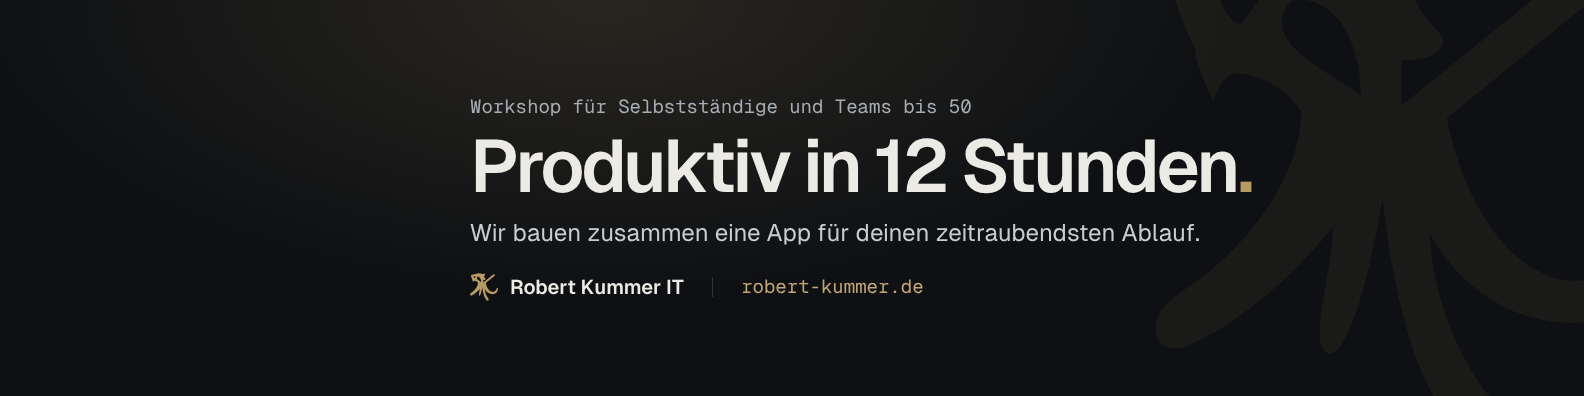 Workshop für Selbstständige und Teams bis 50
Produktiv in 12 Stunden.
Wir bauen zusammen eine App für deinen zeitraubendsten Ablauf.
Robert Kummer IT | robert-kummer.de